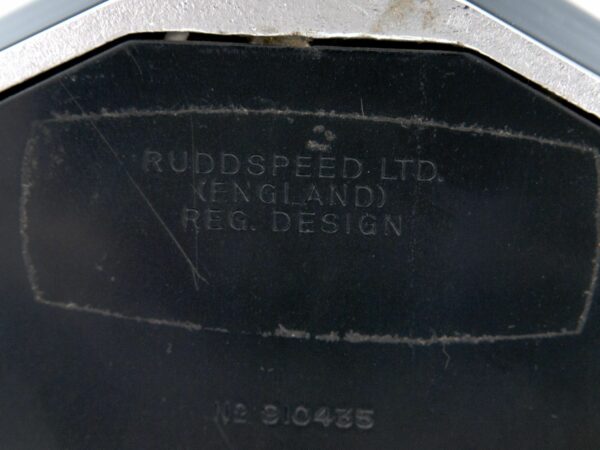 RUDDSPEED LTD.
(ENGLAND)
REG. DESIGN
No 910435